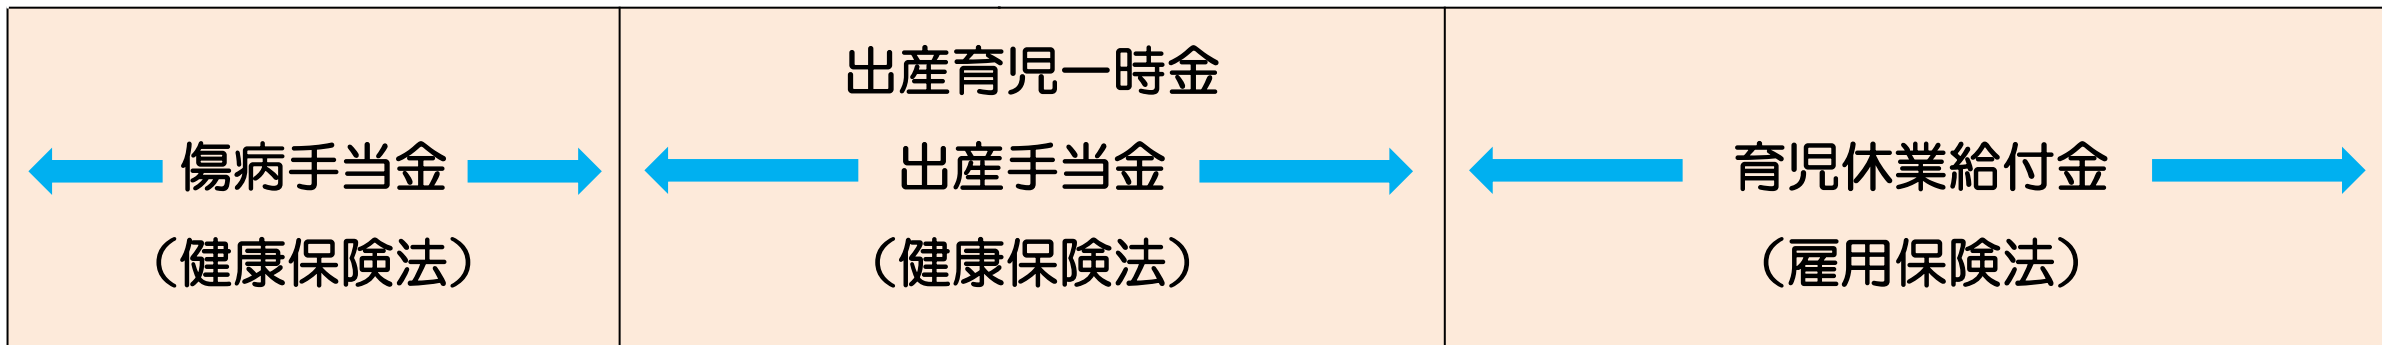 傷病手当金
（健康保険法）
出産育児一時金
出産手当金
（健康保険法）
育児休業給付金
（雇用保険法）